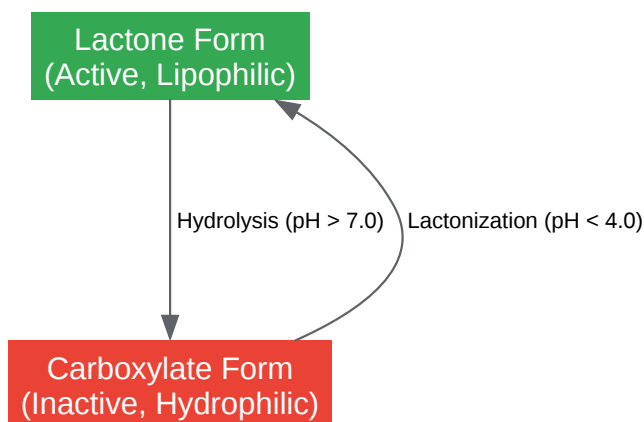 Lactone Form
(Active, Lipophilic)
Hydrolysis (pH > 7.0)
Lactonization (pH < 4.0)
Carboxylate Form
(Inactive, Hydrophilic)